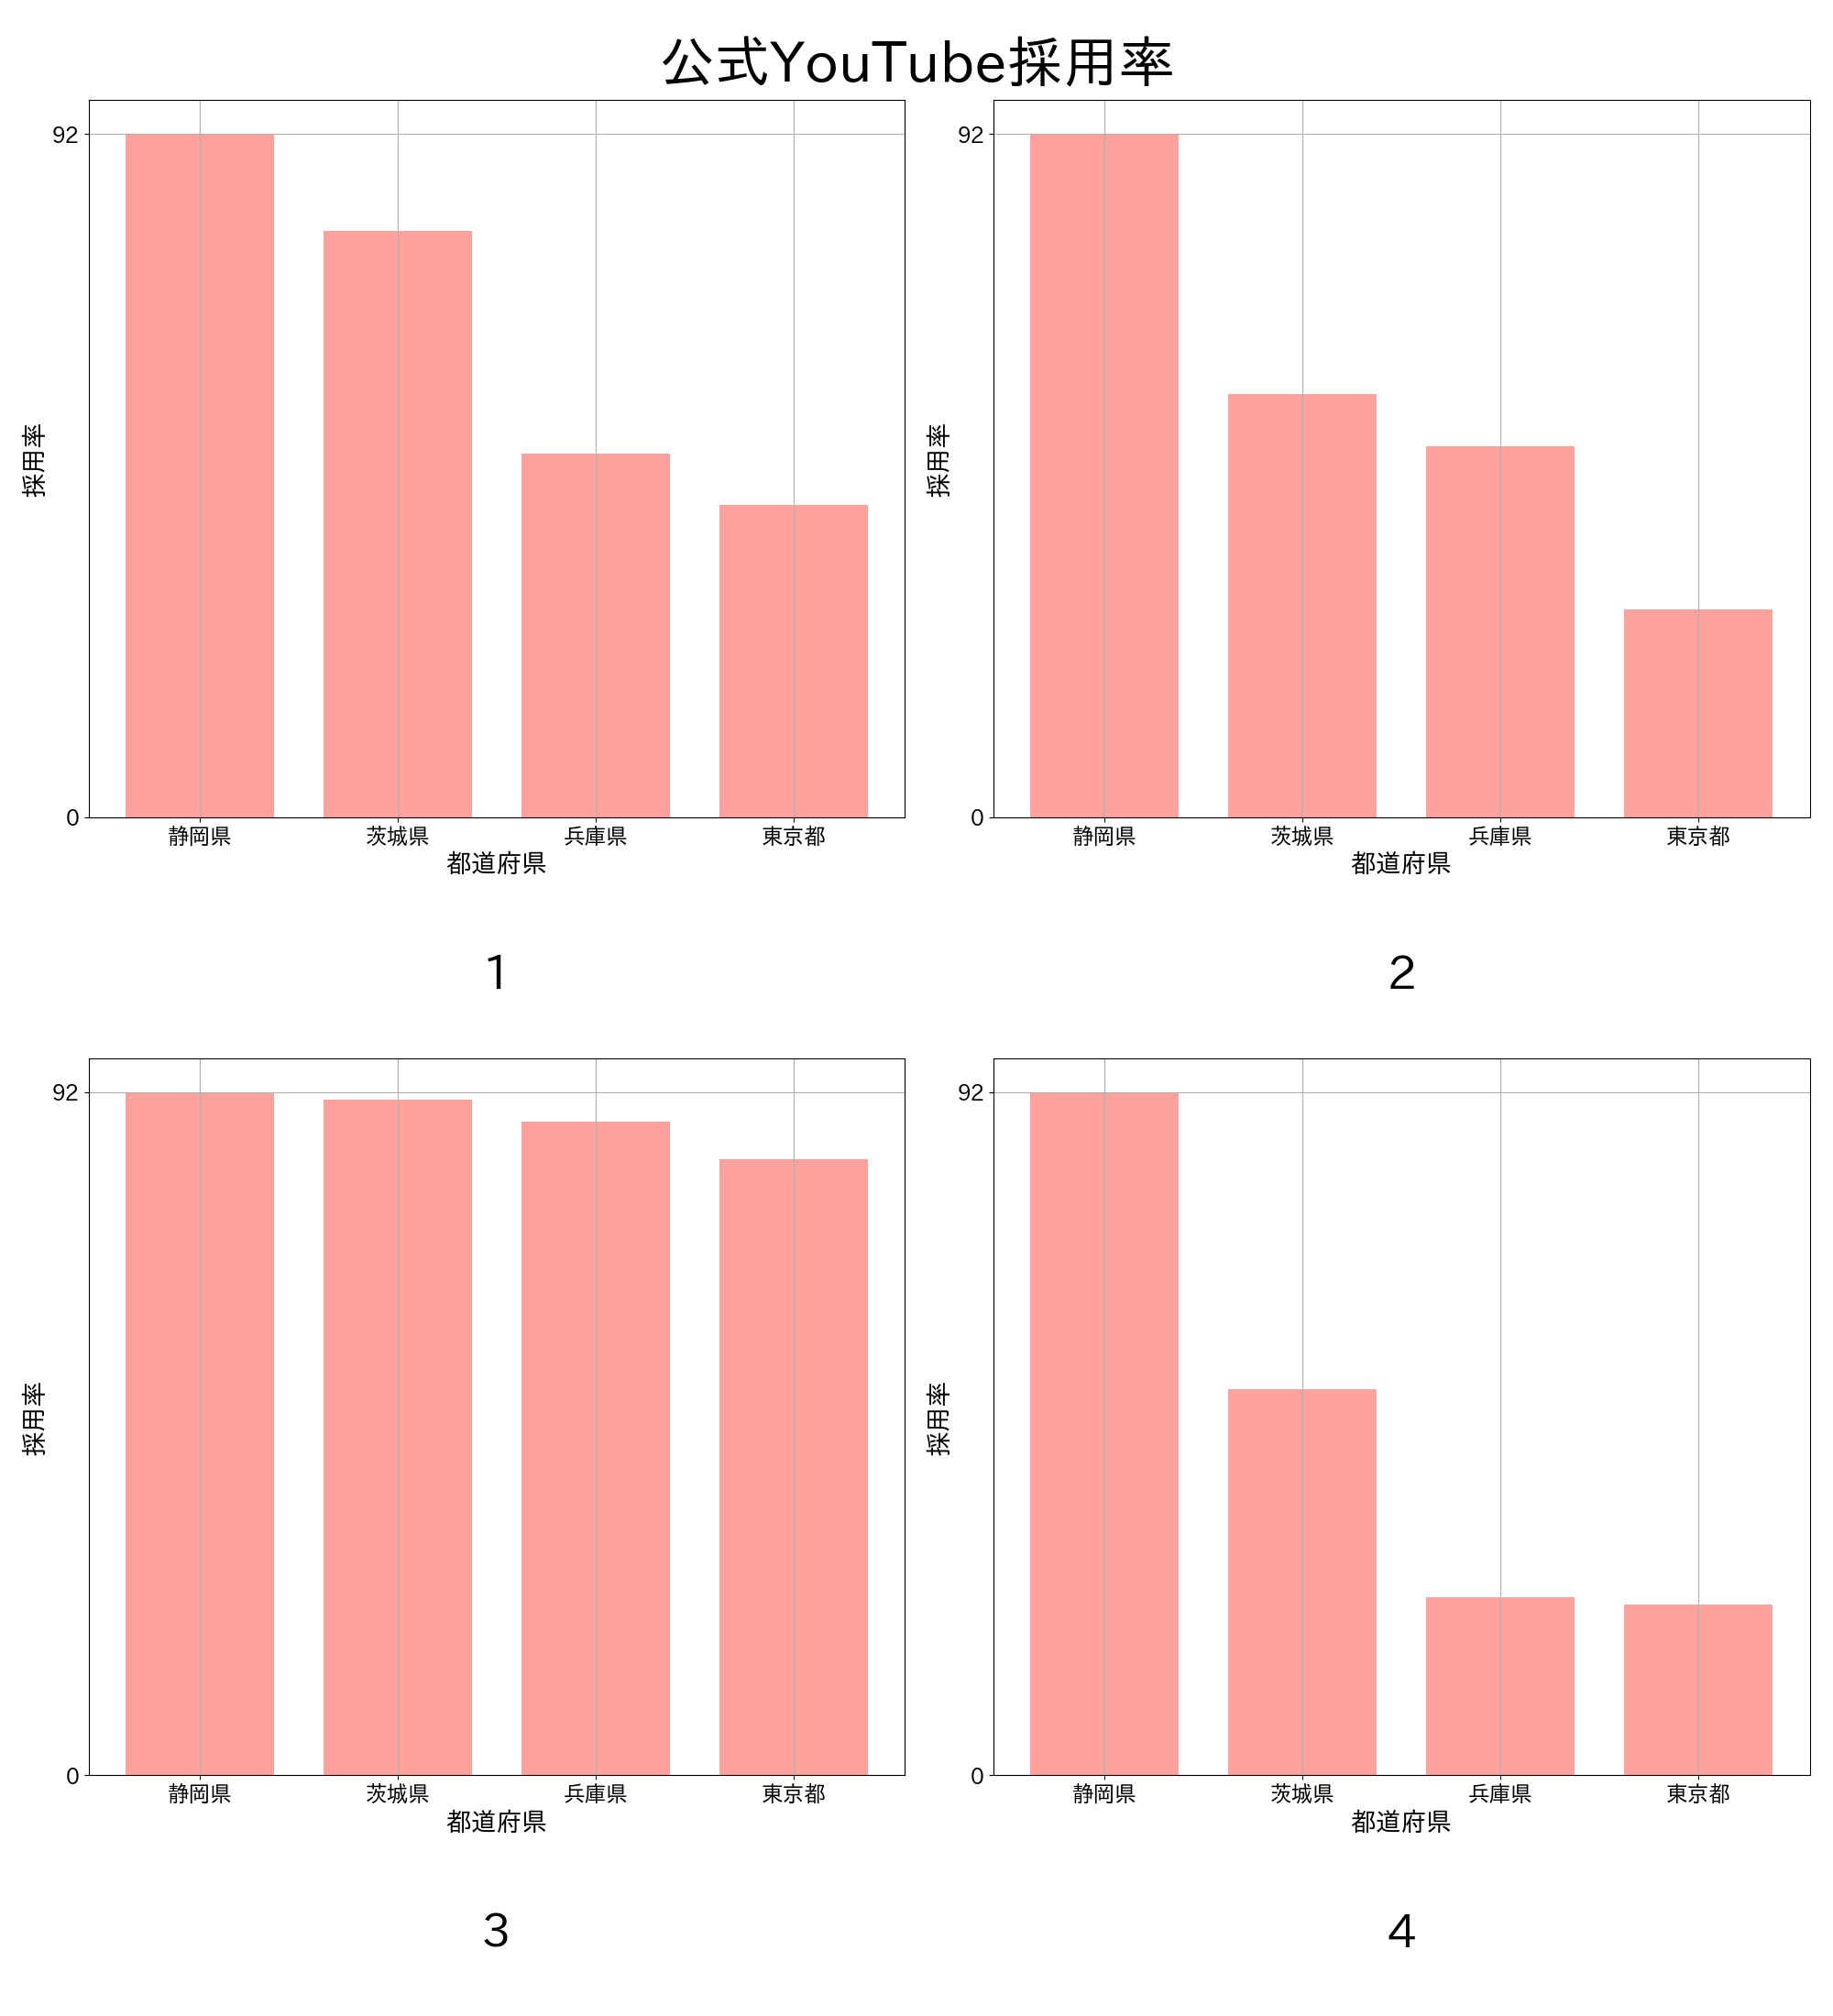 公式YouTube採用率
92
0
採用率
静岡県 茨城県 兵庫県 東京都
都道府県
1
92
0
採用率
静岡県 茨城県 兵庫県 東京都
都道府県
2
92
0
採用率
静岡県 茨城県 兵庫県 東京都
都道府県
3
92
0
採用率
静岡県 茨城県 兵庫県 東京都
都道府県
4